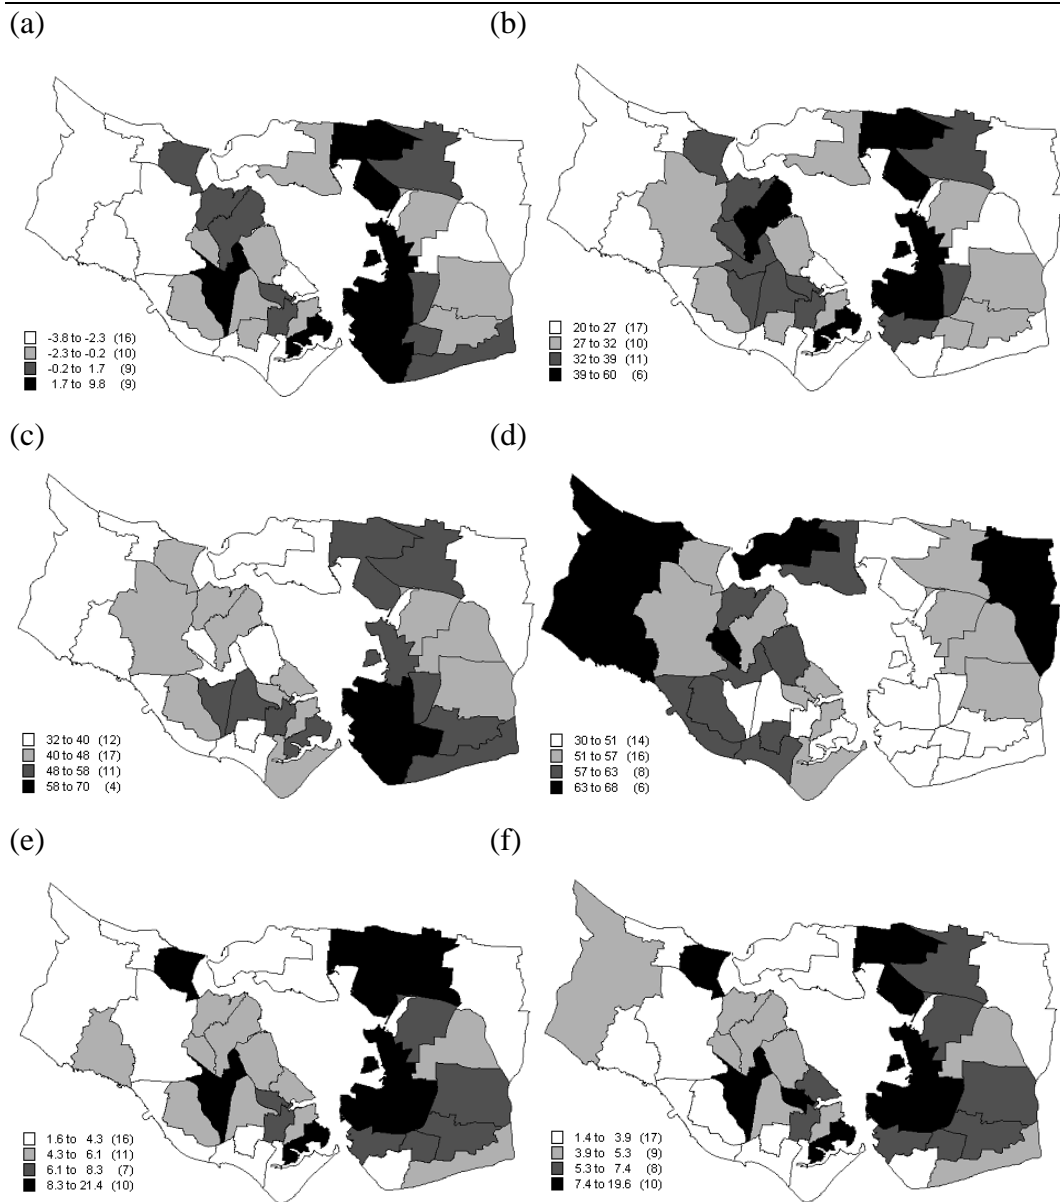 (a)
(b)
-3.8 to -2.3 (16)
-2.3 to -0.2 (10)
-0.2 to 1.7 (9)
1.7 to 9.8 (9)
20 to 27 (17)
27 to 32 (10)
32 to 39 (11)
39 to 60 (6)
(c)
(d)
32 to 40 (12)
40 to 48 (17)
48 to 58 (11)
58 to 70 (4)
30 to 51 (14)
51 to 57 (16)
57 to 63 (8)
63 to 68 (6)
(e)
(f)
1.6 to 4.3 (16)
4.3 to 6.1 (11)
6.1 to 8.3 (7)
8.3 to 21.4 (10)
1.4 to 3.9 (17)
3.9 to 5.3 (9)
5.3 to 7.4 (8)
7.4 to 19.6 (10)